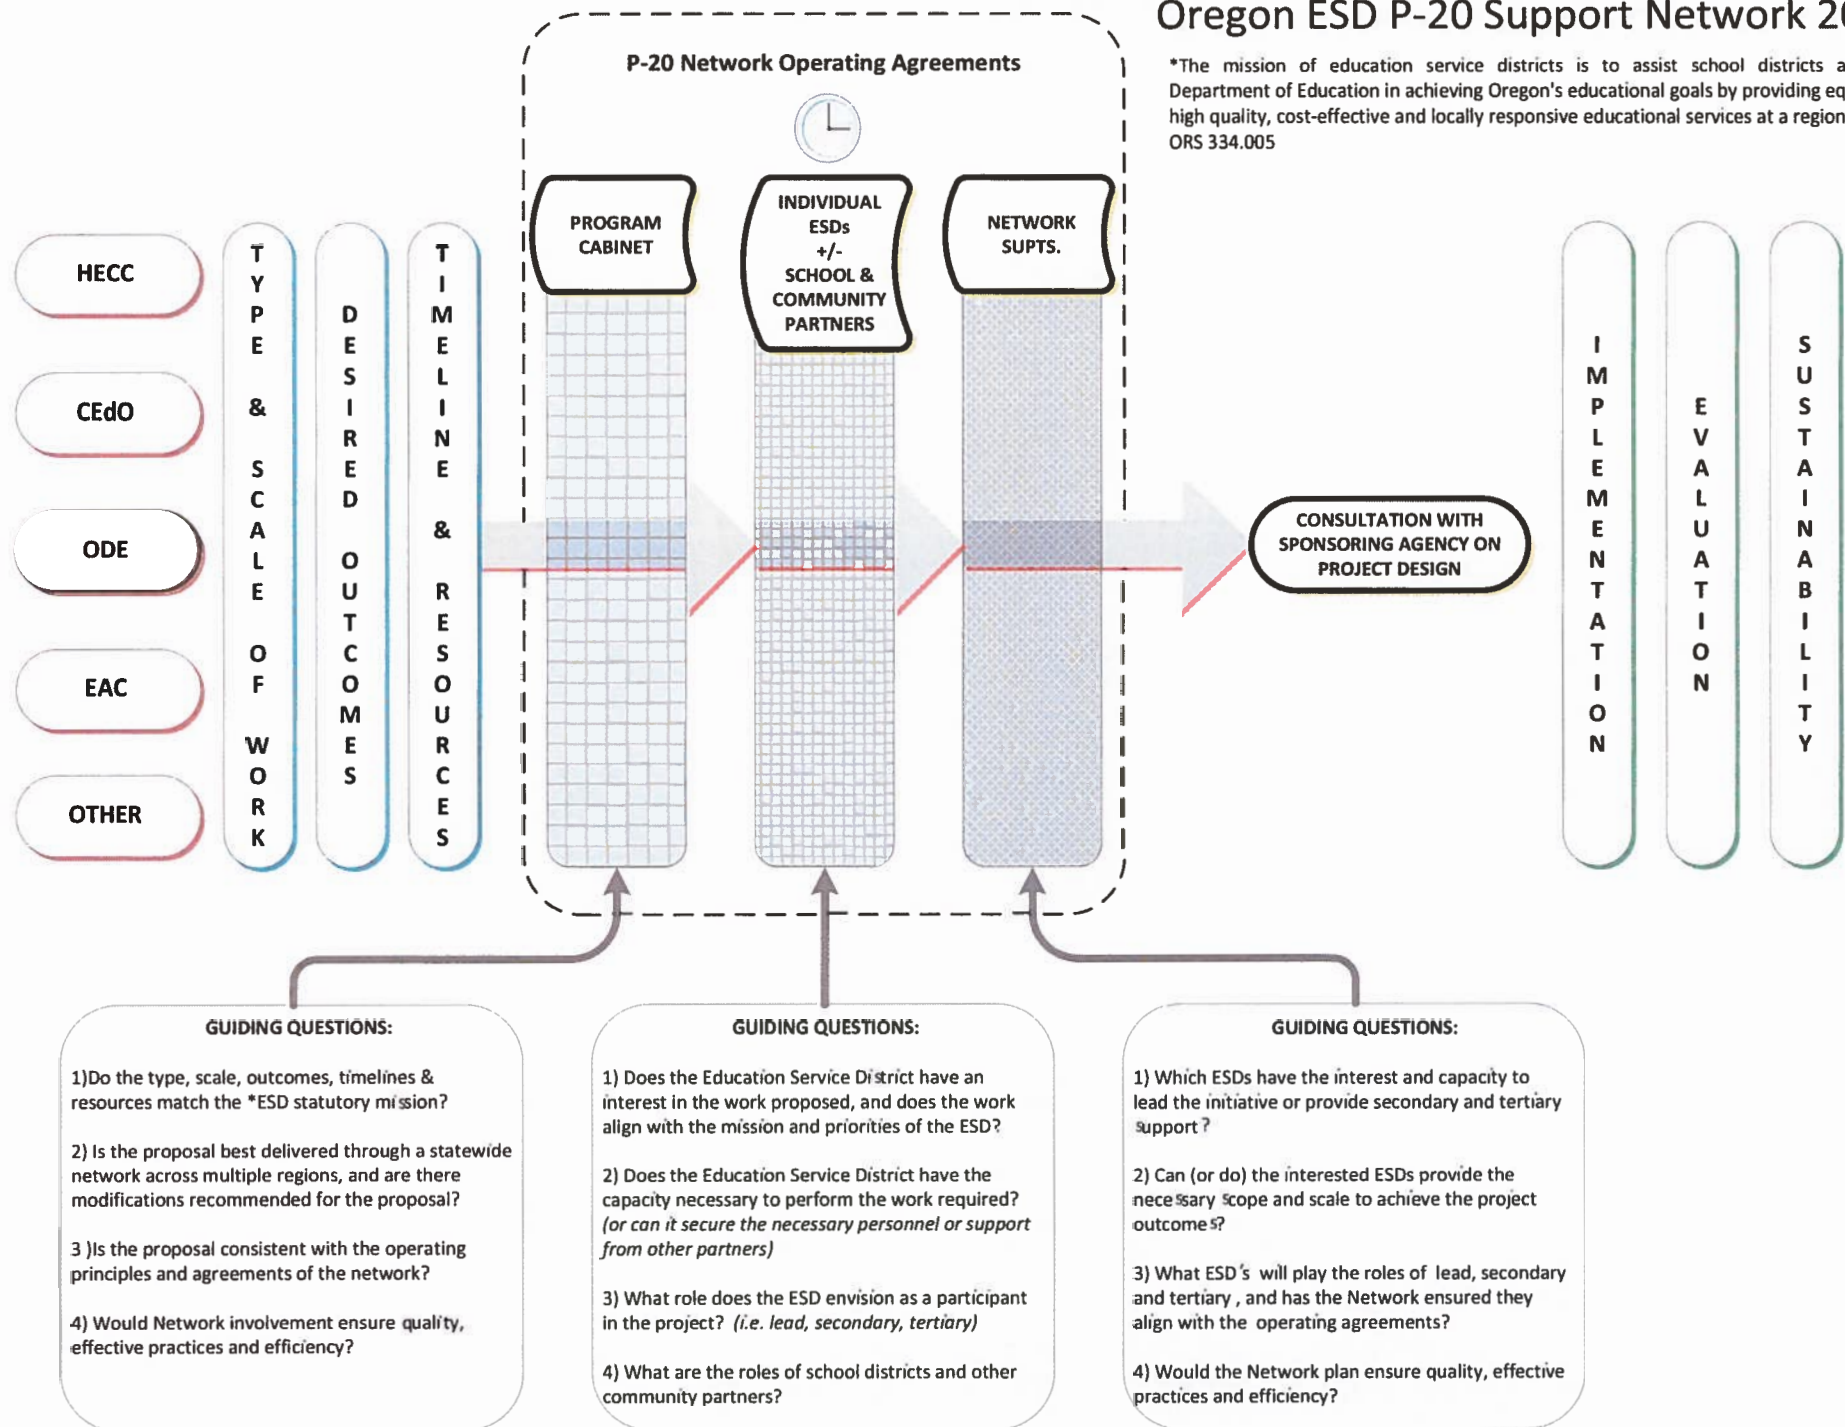 Oregon ESD P-20 Support Network
*The mission of education service districts is to assist school districts
Department of Education in achieving Oregon's educational goals by providing
high quality, cost-effective and locally responsive educational services at a
ORS 334.005
P-20 Network Operating Agreements
HECC
CEdO
ODE
EAC
OTHER
TYPE & SCALE OF WORK
DESIRED OUTCOMES
TIMELINE & RESOURCES
PROGRAM
CABINET
INDIVIDUAL
ESDs
+/-
SCHOOL &
COMMUNITY
PARTNERS
NETWORK
SUPTS.
CONSULTATION WITH
SPONSORING AGENCY ON
PROJECT DESIGN
IMPLEMENTATION
EVALUATION
SUSTAINABILITY
GUIDING QUESTIONS:
1)Do the type, scale, outcomes, timelines &
resources match the *ESD statutory mission?
2) Is the proposal best delivered through a statewide
network across multiple regions, and are there
modifications recommended for the proposal?
3 )Is the proposal consistent with the operating
principles and agreements of the network?
4) Would Network involvement ensure quality,
effective practices and efficiency?
GUIDING QUESTIONS:
1) Does the Education Service District have an
interest in the work proposed, and does the work
align with the mission and priorities of the ESD?
2) Does the Education Service District have the
capacity necessary to perform the work required?
(or can it secure the necessary personnel or support
from other partners)
3) What role does the ESD envision as a participant
in the project? (i.e. lead, secondary, tertiary)
4) What are the roles of school districts and other
community partners?
GUIDING QUESTIONS:
1) Which ESDs have the interest and capacity to
lead the initiative or provide secondary and tertiary
support?
2) Can (or do) the interested ESDs provide the
necessary scope and scale to achieve the project
outcomes?
3) What ESD's will play the roles of lead, secondary
and tertiary , and has the Network ensured they
align with the operating agreements?
4) Would the Network plan ensure quality, effective
practices and efficiency?